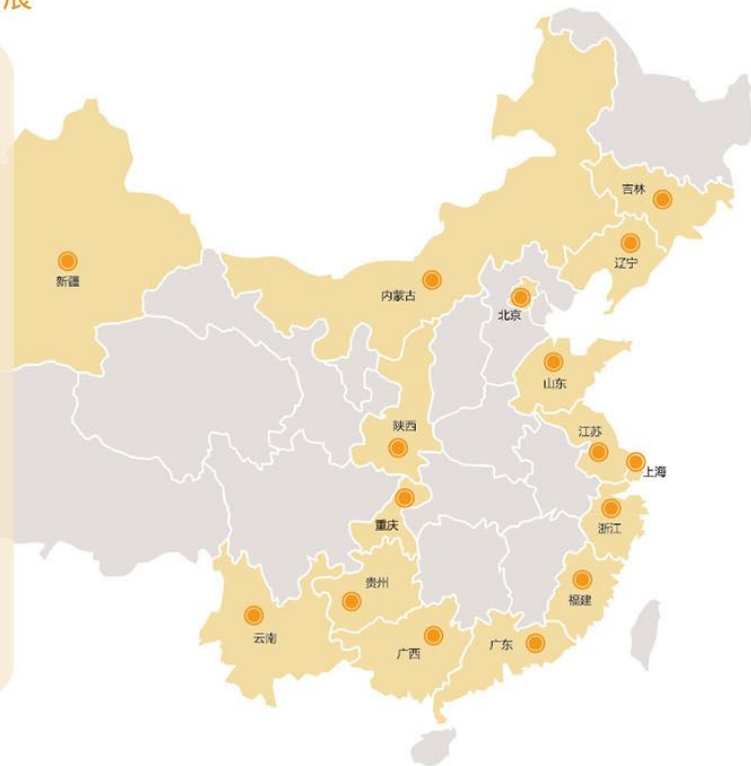 展
吉林
辽宁
新疆
内蒙古
北京
山东
陕西
江苏
上海
重庆
浙江
贵州
福建
云南
广西
广东